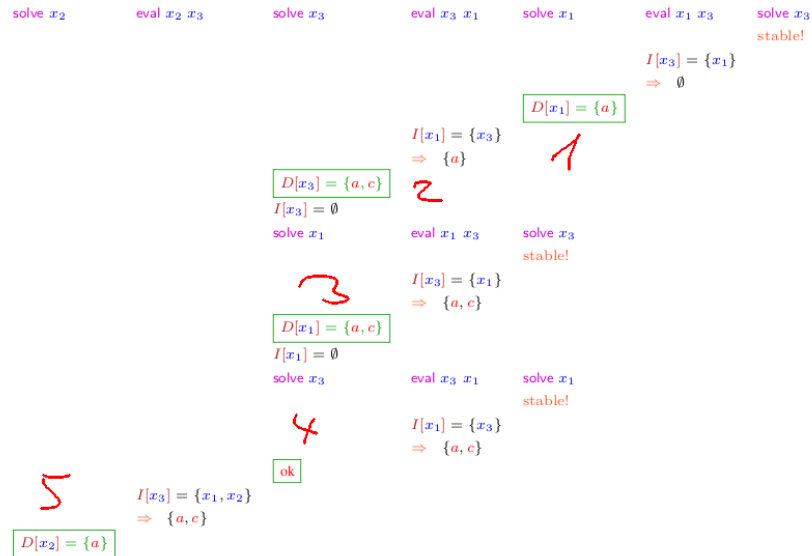 solve x₂ eval x₂ x₃ solve x₃ eval x₃ x₁ solve x₁ eval x₁ x₃ solve x₃
stable!
I[x₃] = {x₁}
⇒ ∅
D[x₁] = {a}
I[x₁] = {x₃}
1
⇒ {a}
D[x₃] = {a, c}
2
I[x₃] = ∅
solve x₁ eval x₁ x₃ solve x₃
stable!
I[x₃] = {x₁}
3
⇒ {a, c}
D[x₁] = {a, c}
I[x₁] = ∅
solve x₃ eval x₃ x₁ solve x₁
stable!
I[x₁] = {x₃}
4
⇒ {a, c}
ok
5
I[x₃] = {x₁, x₂}
⇒ {a, c}
D[x₂] = {a}